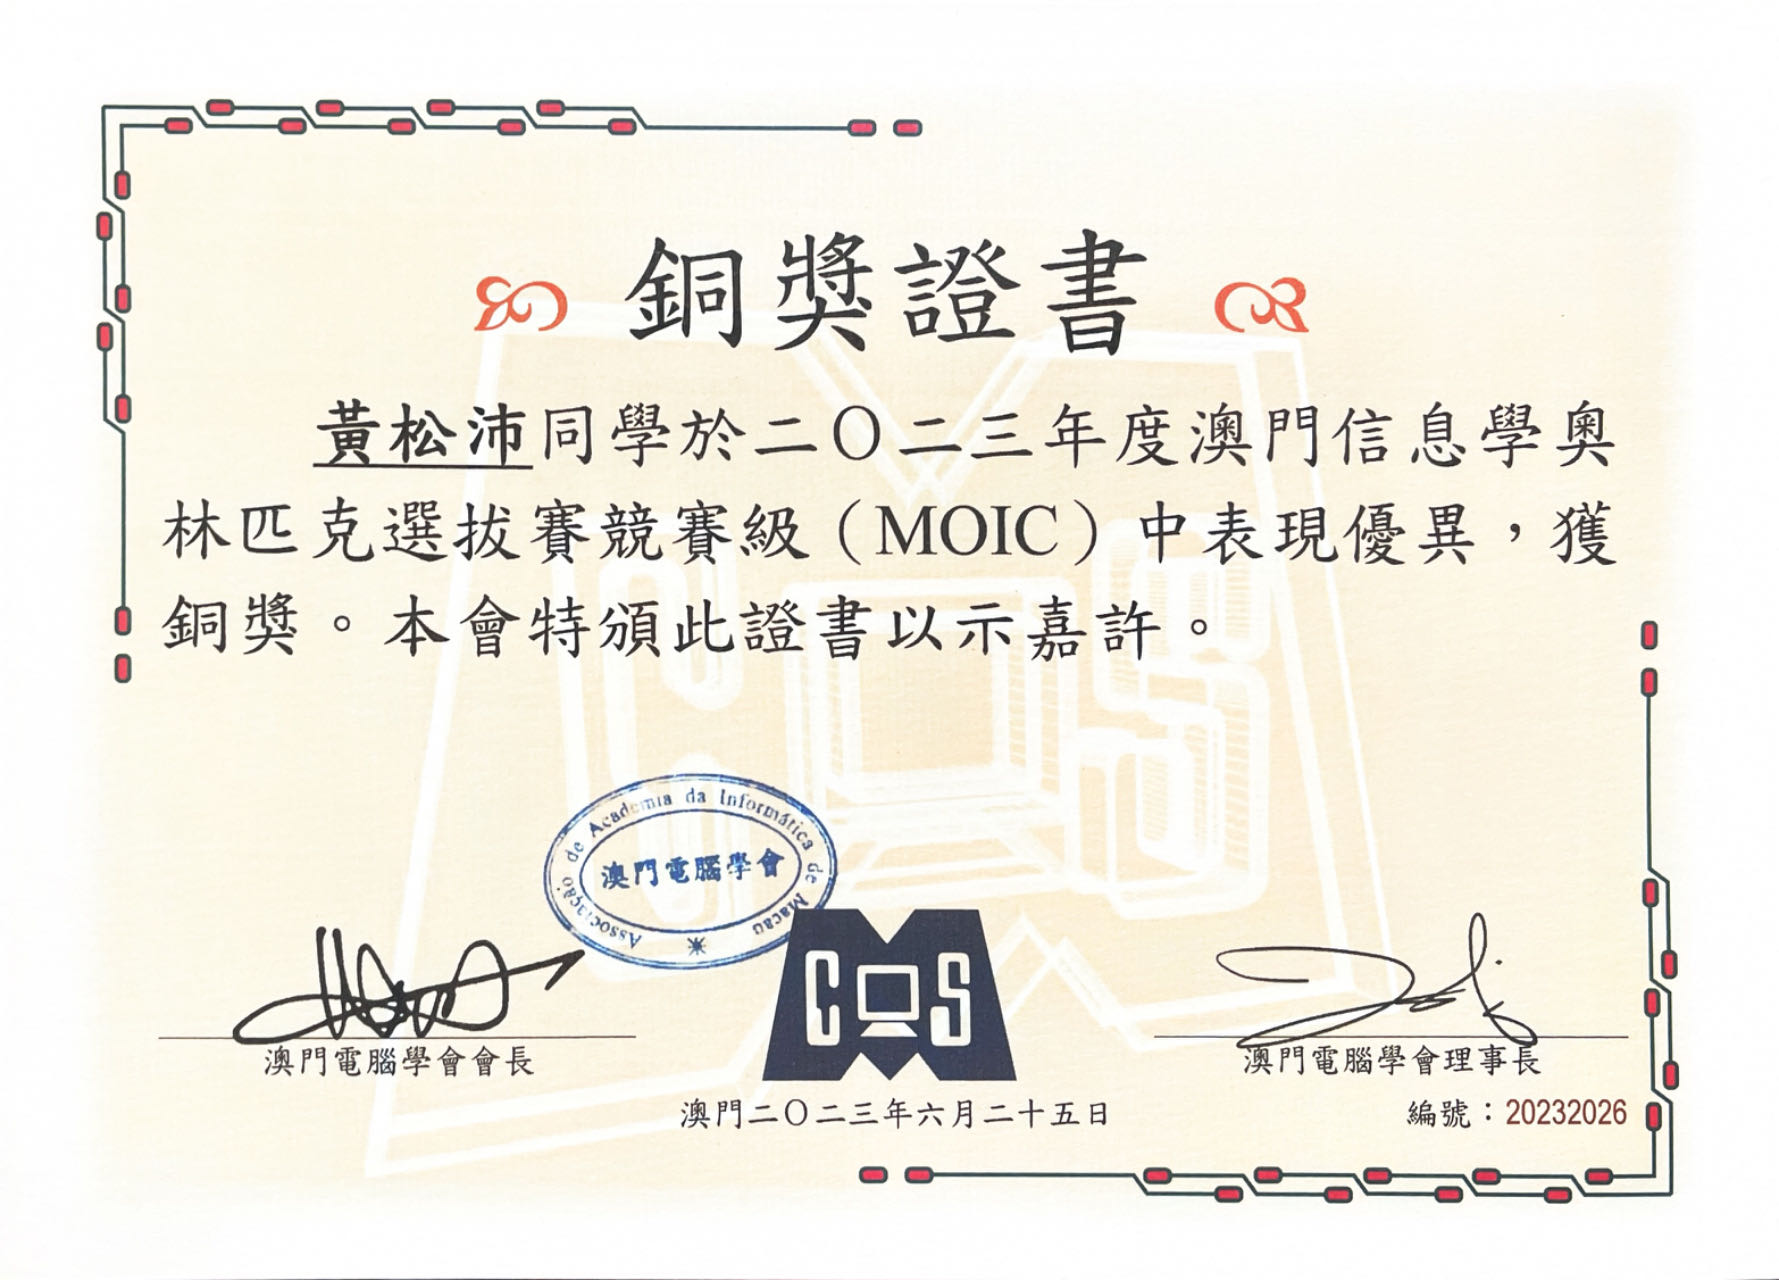 銅獎證書
黃松沛同學於二〇二三年度澳門信息學奧
林匹克選拔賽競賽級（MOIC）中表現優異，獲
銅獎。本會特頒此證書以示嘉許。
Associação de Academia da Informática de Macau
澳門電腦學會
C S
澳門電腦學會會長
澳門電腦學會理事長
澳門二〇二三年六月二十五日
編號：20232026